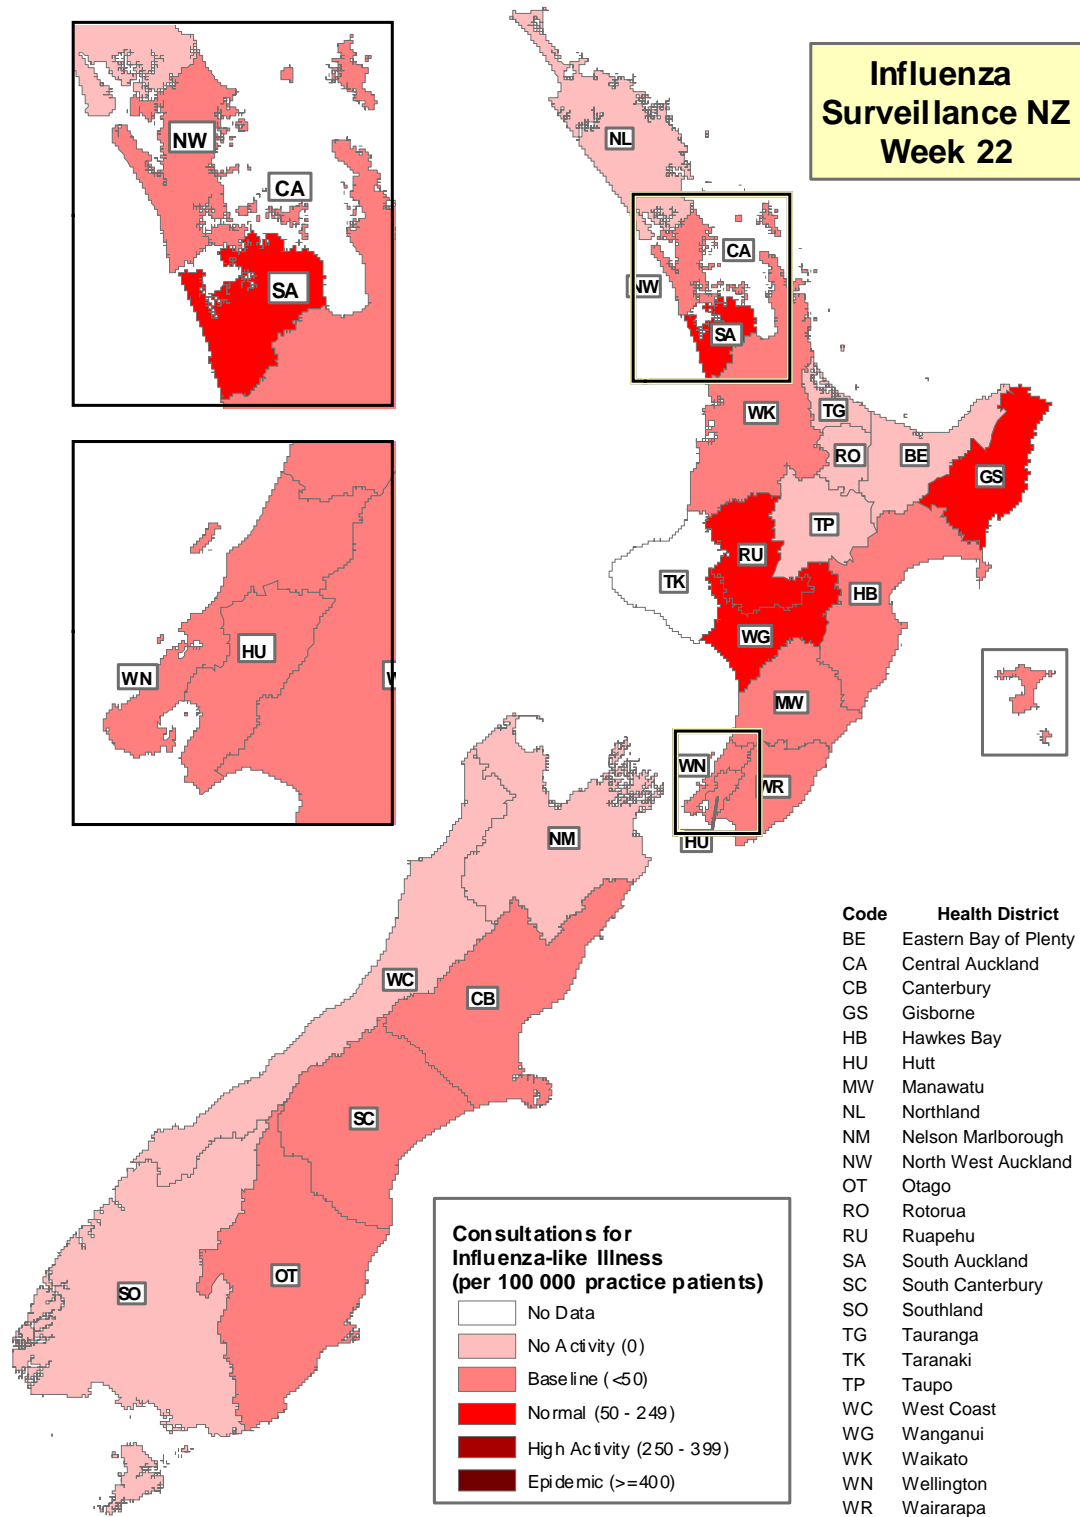 Influenza
Surveillance NZ
Week 22
NW
CA
SA
HU
WN
W
NL
CA
NW
SA
WK
TG
RO
BE
GS
TP
RU
TK
HB
WG
MW
WN
WR
HU
NM
WC
CB
SC
OT
SO
Code Health District
BE Eastern Bay of Plenty
CA Central Auckland
CB Canterbury
GS Gisborne
HB Hawkes Bay
HU Hutt
MW Manawatu
NL Northland
NM Nelson Marlborough
NW North West Auckland
OT Otago
RO Rotorua
RU Ruapehu
SA South Auckland
SC South Canterbury
SO Southland
TG Tauranga
TK Taranaki
TP Taupo
WC West Coast
WG Wanganui
WK Waikato
WN Wellington
WR Wairarapa
Consultations for
Influenza-like Illness
(per 100 000 practice patients)
No Data
No Activity (0)
Baseline (<50)
Normal (50 - 249)
High Activity (250 - 399)
Epidemic (>=400)